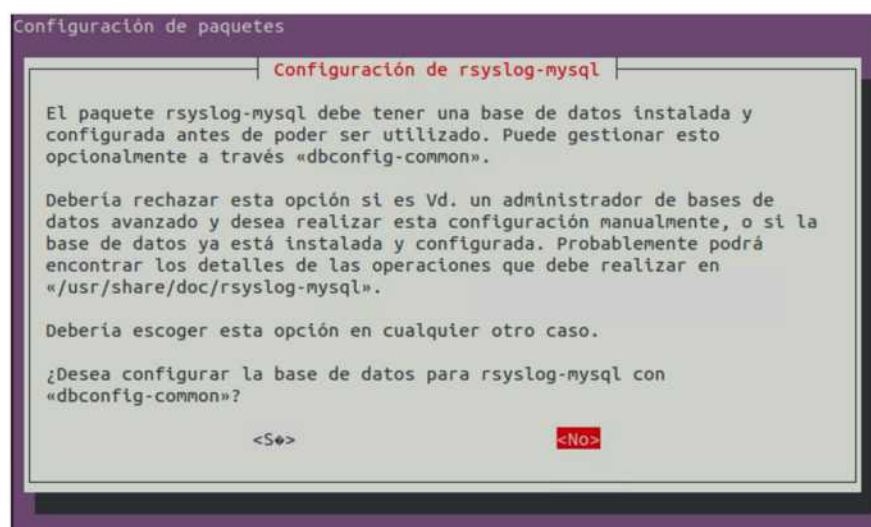 Configuración de paquetes
Configuración de rsyslog-mysql
El paquete rsyslog-mysql debe tener una base de datos instalada y
configurada antes de poder ser utilizado. Puede gestionar esto
opcionalmente a través «dbconfig-common».
Debería rechazar esta opción si es Vd. un administrador de bases de
datos avanzado y desea realizar esta configuración manualmente, o si la
base de datos ya está instalada y configurada. Probablemente podrá
encontrar los detalles de las operaciones que debe realizar en
«/usr/share/doc/rsyslog-mysql».
Debería escoger esta opción en cualquier otro caso.
¿Desea configurar la base de datos para rsyslog-mysql con
«dbconfig-common»?
<S�> <No>